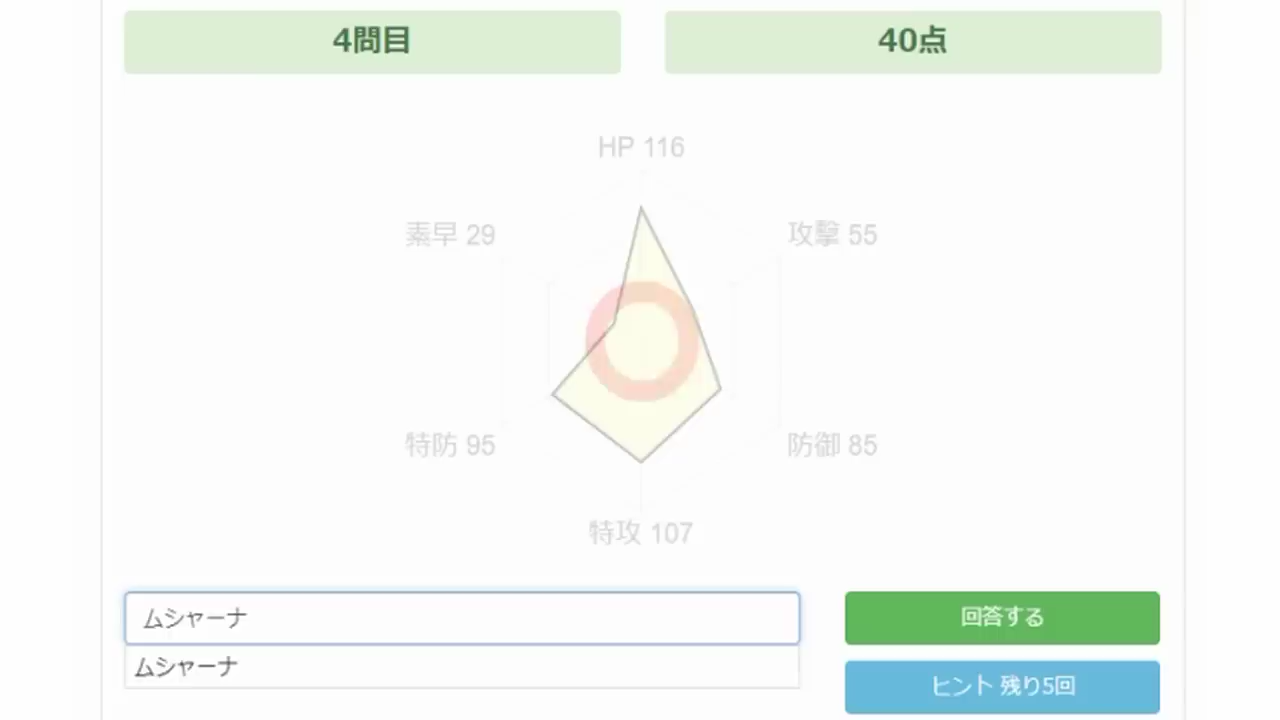 4問目
40点
HP 116
素早 29
攻撃 55
特防 95
防御 85
特攻 107
ムシャーナ
回答する
ムシャーナ
ヒント 残り5回